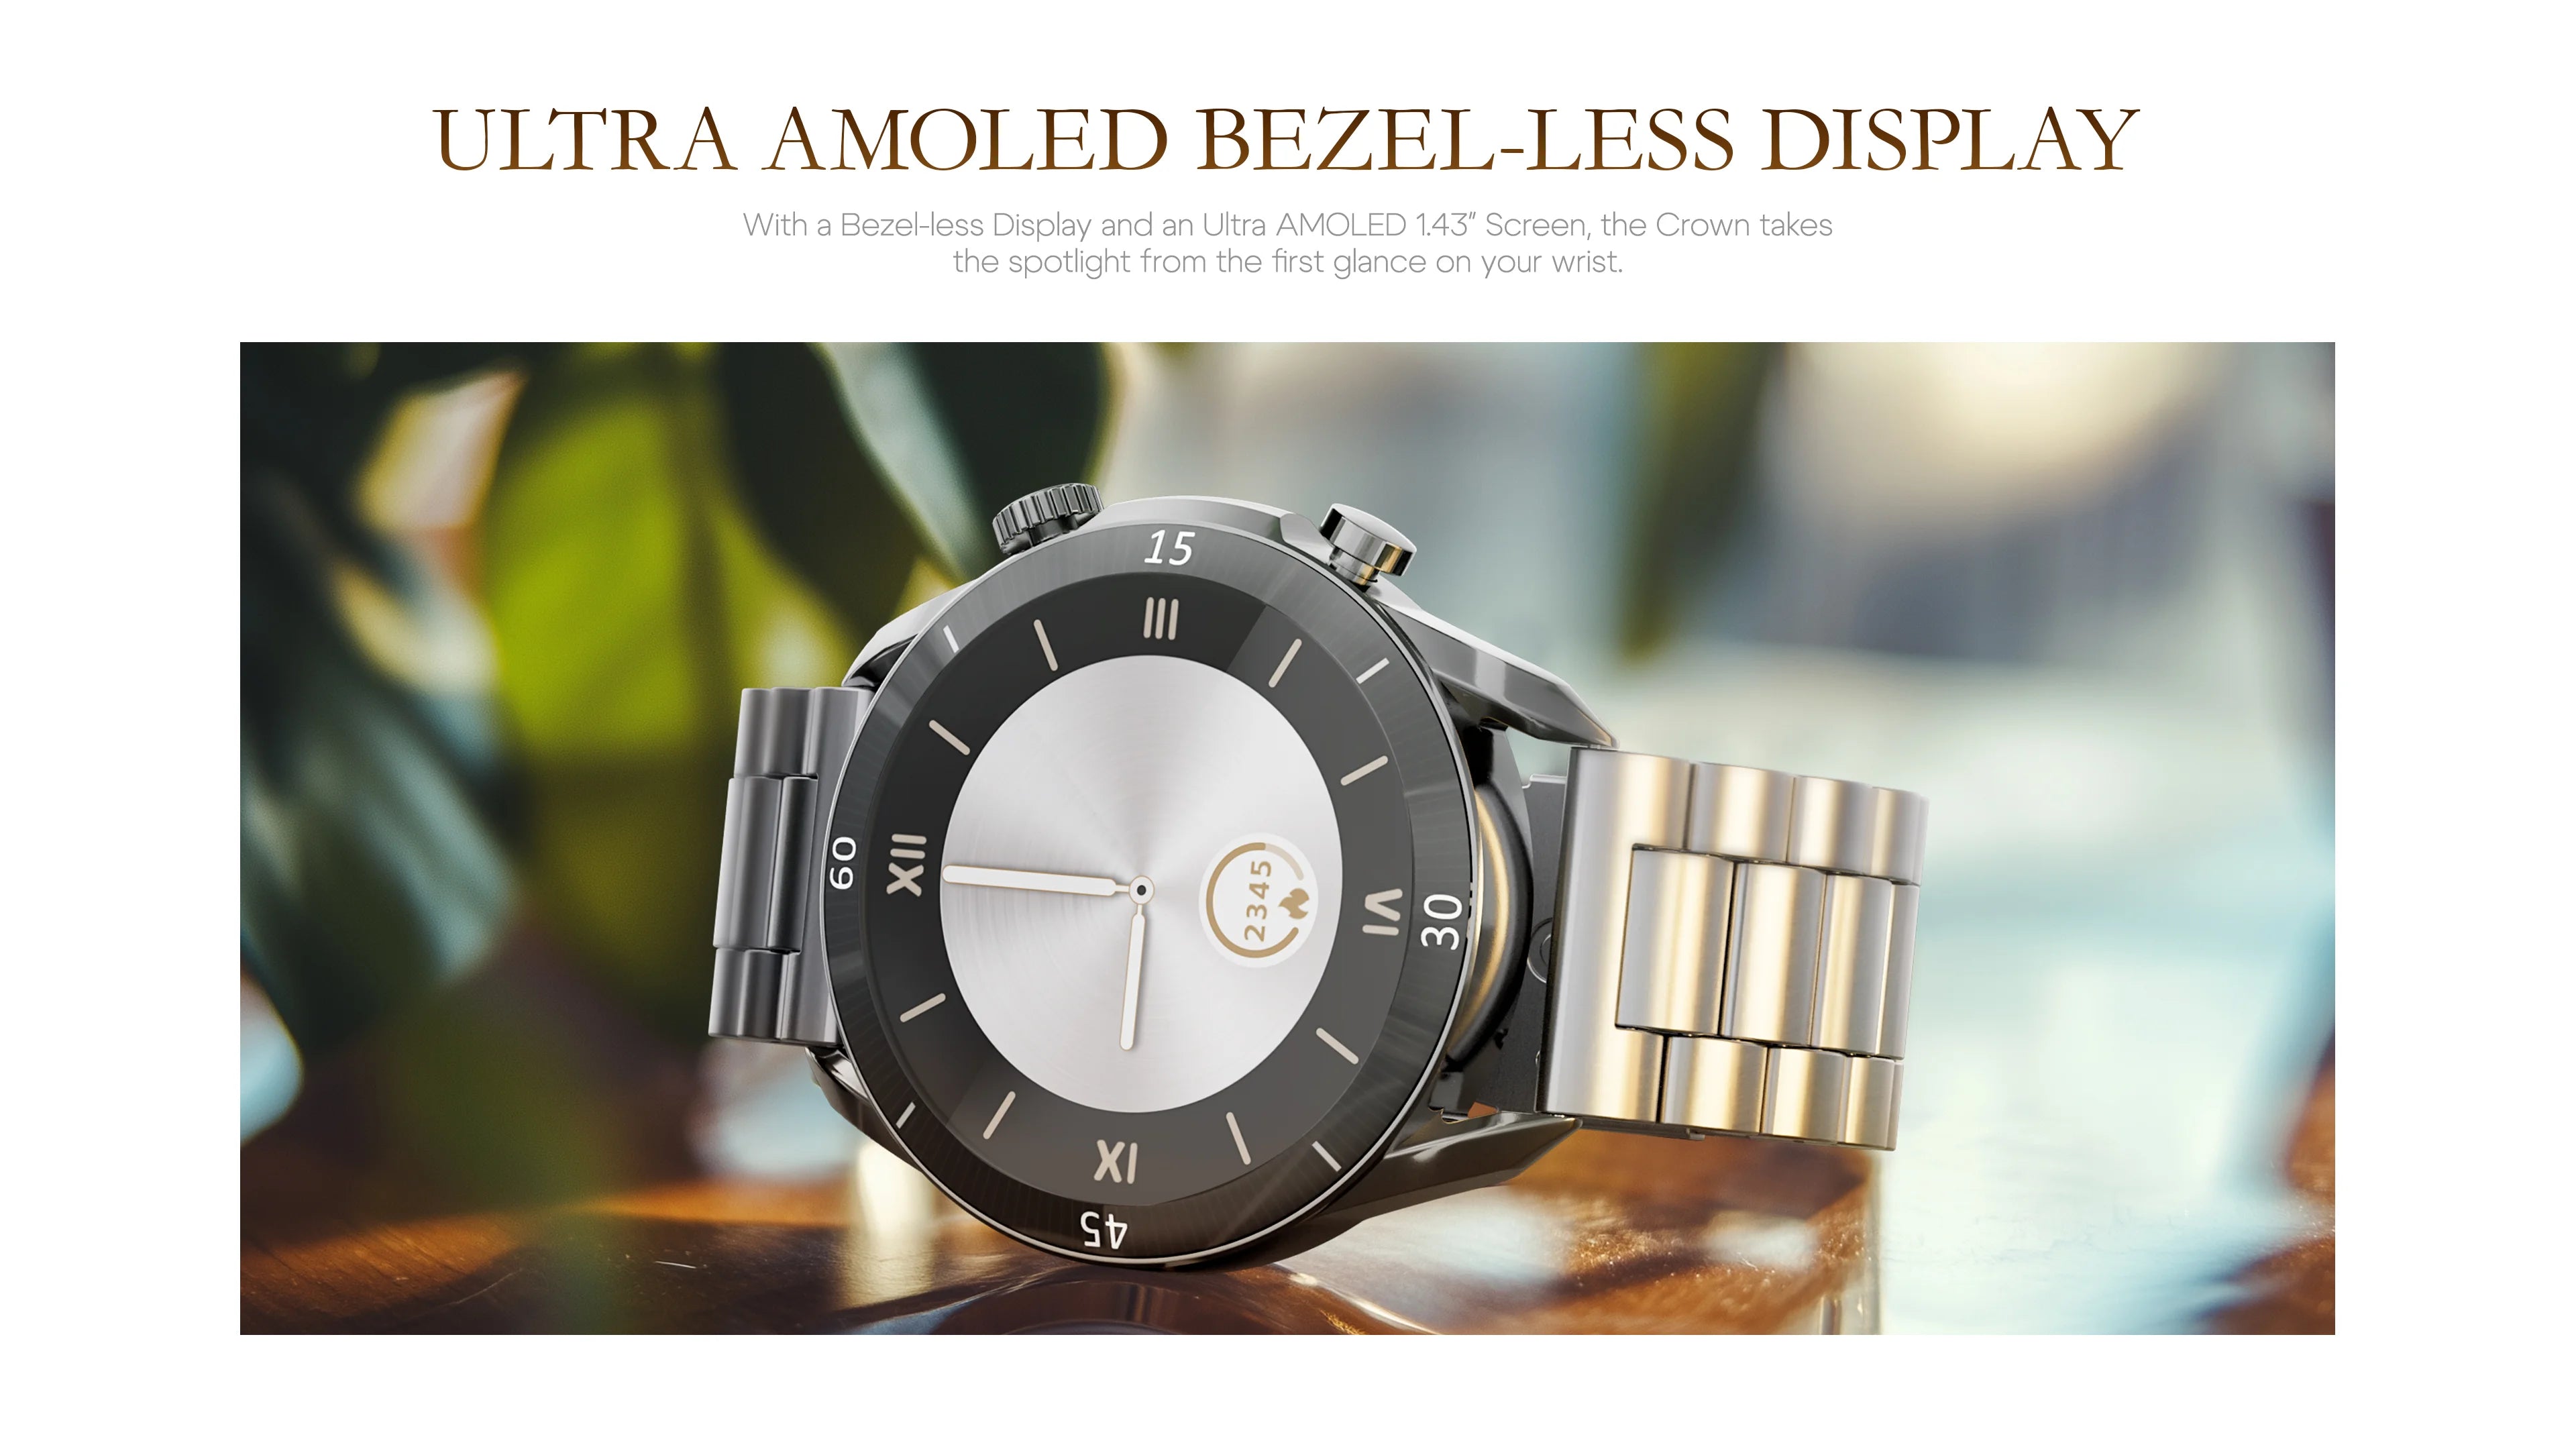 ULTRA AMOLED BEZEL-LESS DISPLAY
With a Bezel-less Display and an Ultra AMOLED 1.43” Screen, the Crown takes
the spotlight from the first glance on your wrist.
15
III
60
XII
2345
VI
30
IX
45